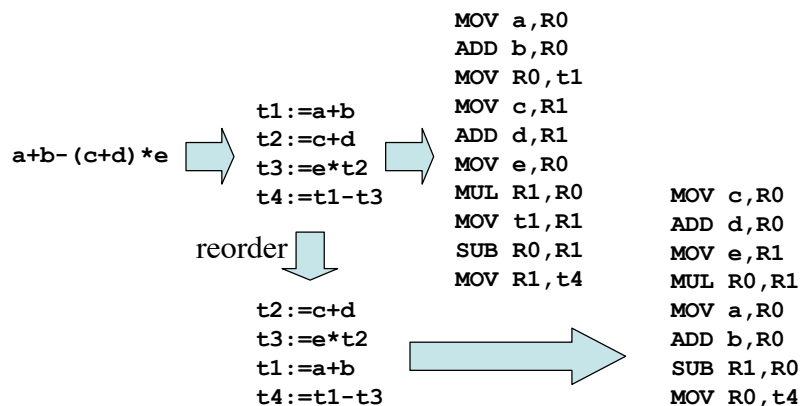 a+b-(c+d)*e
t1:=a+b
t2:=c+d
t3:=e*t2
t4:=t1-t3
MOV a,R0
ADD b,R0
MOV R0,t1
MOV c,R1
ADD d,R1
MOV e,R0
MUL R1,R0
MOV t1,R1
SUB R0,R1
MOV R1,t4
reorder
t2:=c+d
t3:=e*t2
t1:=a+b
t4:=t1-t3
MOV c,R0
ADD d,R0
MOV e,R1
MUL R0,R1
MOV a,R0
ADD b,R0
SUB R1,R0
MOV R0,t4